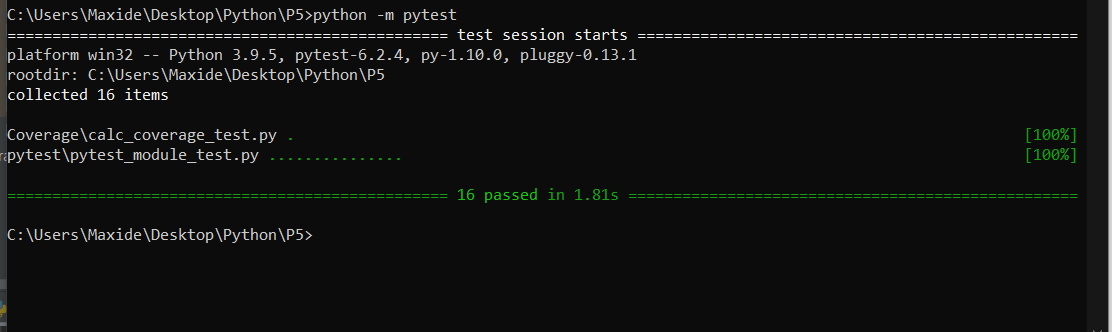 C:\Users\Maxide\Desktop\Python\P5>python -m pytest
================================================= test session starts =================================================
platform win32 -- Python 3.9.5, pytest-6.2.4, py-1.10.0, pluggy-0.13.1
rootdir: C:\Users\Maxide\Desktop\Python\P5
collected 16 items
Coverage\calc_coverage_test.py . [100%]
pytest\pytest_module_test.py ............... [100%]
================================================= 16 passed in 1.81s ==================================================
C:\Users\Maxide\Desktop\Python\P5>